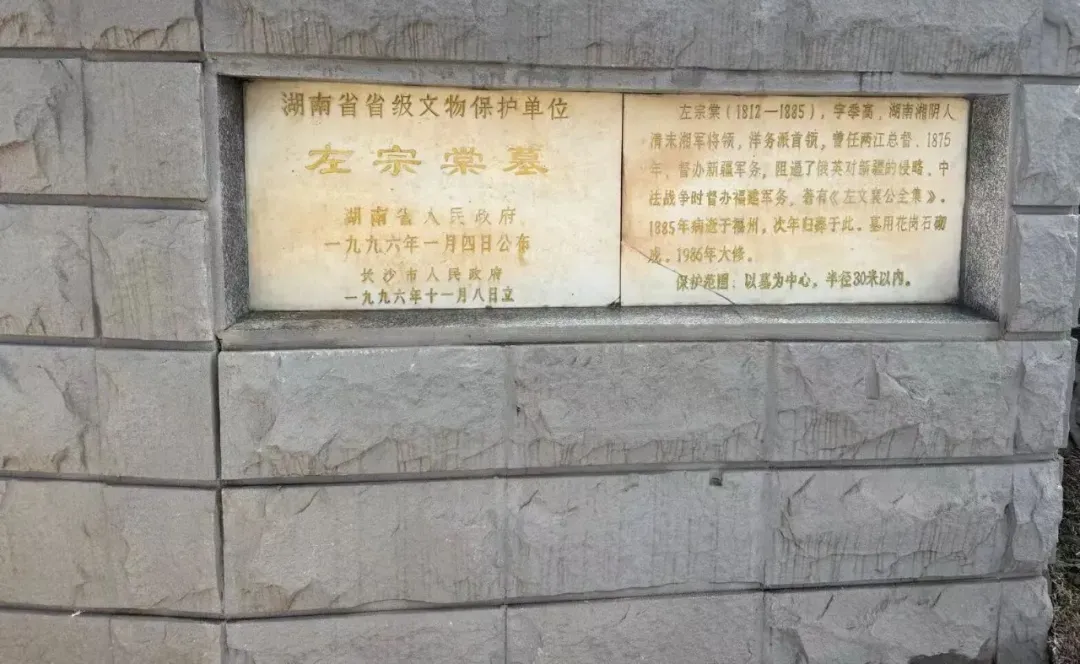 湖南省省级文物保护单位
左宗棠墓
湖南省人民政府
一九九六年一月四日公布
长沙市人民政府
一九九六年十一月八日立
左宗棠(1812—1885)，字季高，湖南湘阴人
清末湘军将领，洋务派首领，曾任两江总督。1875
年，督办新疆军务，阻遏了俄英对新疆的侵略。中
法战争时督办福建军务，著有《左文襄公全集》。
1885年病逝于福州，次年归葬于此。墓用花岗石砌
成。1986年大修。
保护范围：以墓为中心，半径30米以内。